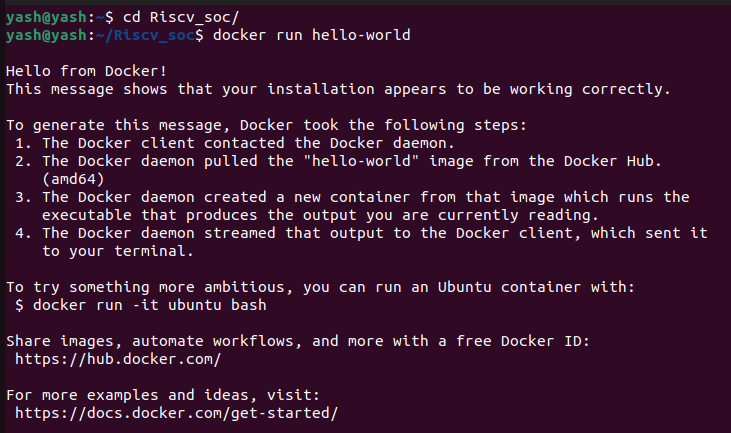 yash@yash:~$ cd Riscv_soc/
yash@yash:~/Riscv_soc$ docker run hello-world

Hello from Docker!
This message shows that your installation appears to be working correctly.

To generate this message, Docker took the following steps:
 1. The Docker client contacted the Docker daemon.
 2. The Docker daemon pulled the "hello-world" image from the Docker Hub.
    (amd64)
 3. The Docker daemon created a new container from that image which runs the
    executable that produces the output you are currently reading.
 4. The Docker daemon streamed that output to the Docker client, which sent it
    to your terminal.

To try something more ambitious, you can run an Ubuntu container with:
 $ docker run -it ubuntu bash

Share images, automate workflows, and more with a free Docker ID:
 https://hub.docker.com/

For more examples and ideas, visit:
 https://docs.docker.com/get-started/